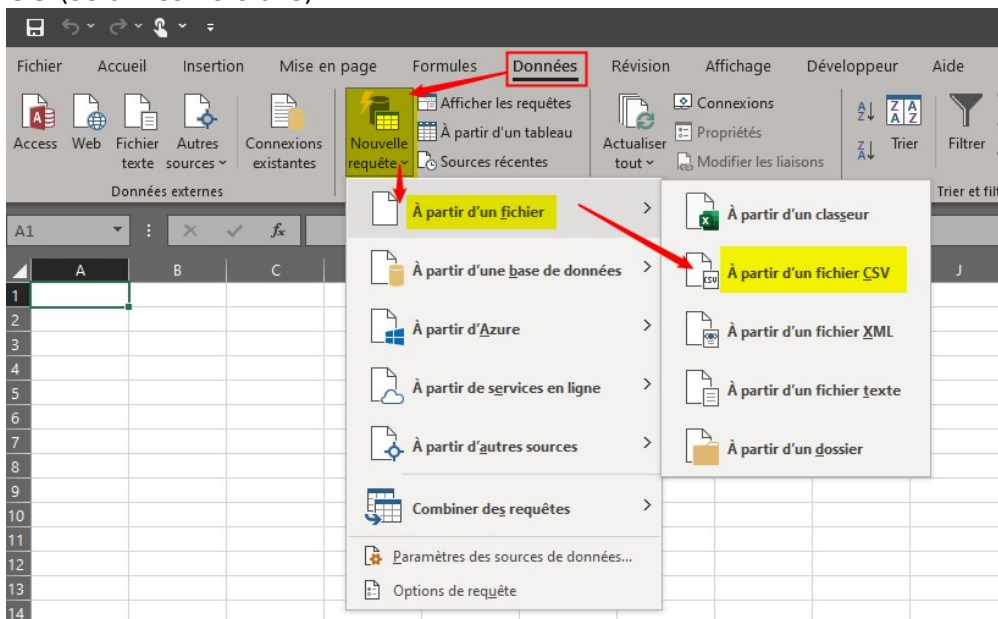 Fichier Accueil Insertion Mise en page Formules Données Révision Affichage Développeur Aide
Access Web Fichier texte Autres sources Connexions existantes
Nouvelle requête
Afficher les requêtes
À partir d'un tableau
Sources récentes
Actualiser tout
Connexions
Propriétés
Modifier les liaisons
Trier Filtrer
Données externes
Trier et
A1
fx
A B C J
1
2
3
4
5
6
7
8
9
10
11
12
13
14
À partir d'un fichier
À partir d'une base de données
À partir d'Azure
À partir de services en ligne
À partir d'autres sources
Combiner des requêtes
Paramètres des sources de données...
Options de requête
À partir d'un classeur
À partir d'un fichier CSV
À partir d'un fichier XML
À partir d'un fichier texte
À partir d'un dossier